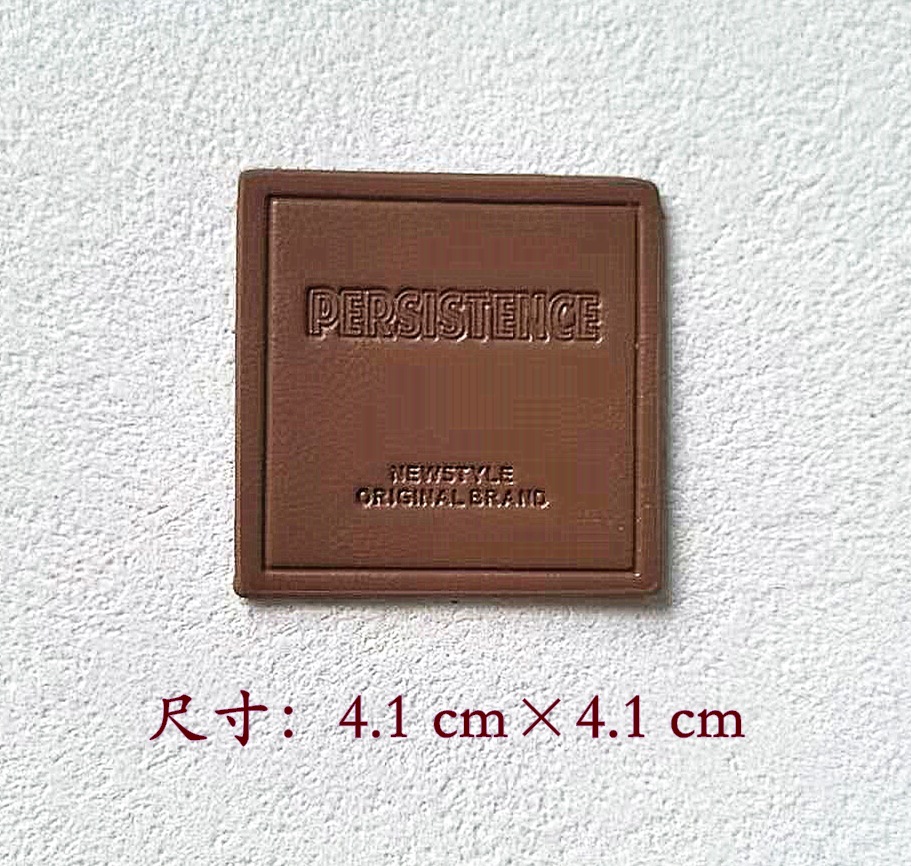 PERSISTENCE
NEWSTYLE
ORIGINAL BRAND
尺寸：4.1 cm×4.1 cm